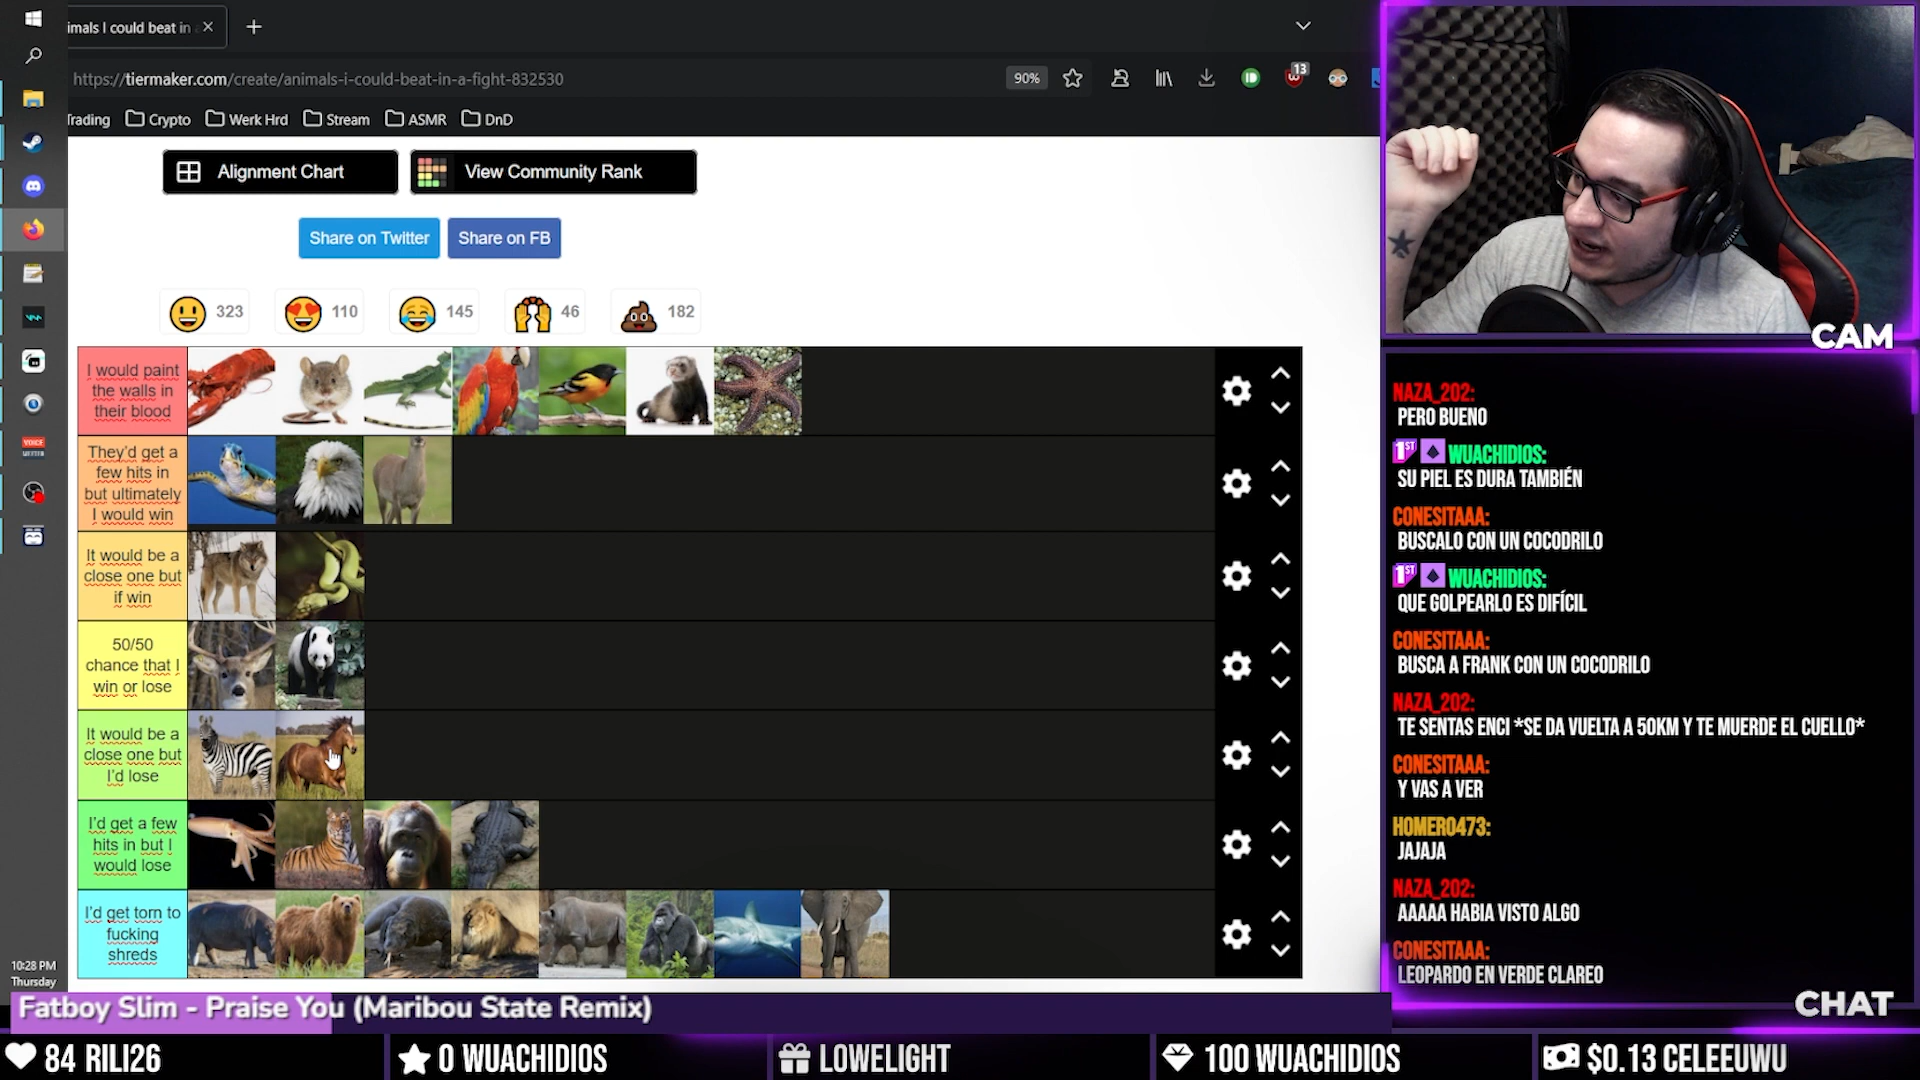 imals I could beat in
https://tiermaker.com/create/animals-i-could-beat-in-a-fight-832530
90%
13
Trading
Crypto
Werk Hrd
Stream
ASMR
DnD
Alignment Chart
View Community Rank
Share on Twitter
Share on FB
323
110
145
46
182
I would paint
the walls in
their blood
They'd get a
few hits in
but ultimately
I would win
It would be a
close one but
if win
50/50
chance that I
win or lose
It would be a
close one but
I'd lose
I'd get a few
hits in but I
would lose
I'd get torn to
fucking
shreds
10:28 PM
Thursday
CAM
NAZA_202:
PERO BUENO
1ST WUACHIDIOS:
SU PIEL ES DURA TAMBIÉN
CONESITAAA:
BUSCALO CON UN COCODRILO
1ST WUACHIDIOS:
QUE GOLPEARLO ES DIFÍCIL
CONESITAAA:
BUSCA A FRANK CON UN COCODRILO
NAZA_202:
TE SENTAS ENCI *SE DA VUELTA A 50KM Y TE MUERDE EL CUELLO*
CONESITAAA:
Y VAS A VER
HOMERO473:
JAJAJA
NAZA_202:
AAAAA HABIA VISTO ALGO
CONESITAAA:
LEOPARDO EN VERDE CLAREO
CHAT
Fatboy Slim - Praise You (Maribou State Remix)
84 RILI26
0 WUACHIDIOS
LOWELIGHT
100 WUACHIDIOS
$0.13 CELEEUWU